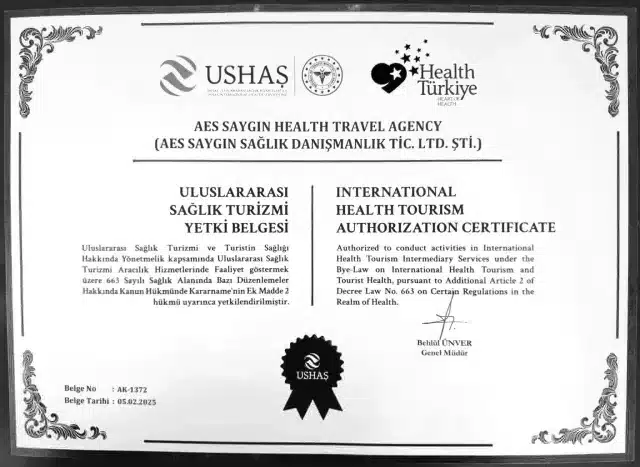 USHAŞ
Health
Türkiye
HEART OF
HEALTH
AES SAYGIN HEALTH TRAVEL AGENCY
(AES SAYGIN SAĞLIK DANIŞMANLIK TİC. LTD. ŞTİ.)
ULUSLARARASI
SAĞLIK TURİZMİ
YETKİ BELGESİ
Uluslararası Sağlık Turizmi ve Turistin Sağlığı
Hakkında Yönetmelik kapsamında Uluslararası Sağlık
Turizmi Aracılık Hizmetlerinde Faaliyet göstermek
üzere 663 Sayılı Sağlık Alanında Bazı Düzenlemeler
Hakkında Kanun Hükmünde Kararname'nin Ek Madde 2
hükmü uyarınca yetkilendirilmiştir.
INTERNATIONAL
HEALTH TOURISM
AUTHORIZATION CERTIFICATE
Authorized to conduct activities in International
Health Tourism Intermediary Services under the
Bye-Law on International Health Tourism and
Tourist Health, pursuant to Additional Article 2 of
Decree Law No. 663 on Certain Regulations in the
Realm of Health.
Behlül ÜNVER
Genel Müdür
USHAŞ
Belge No : AK-1372
Belge Tarihi : 05.02.2025